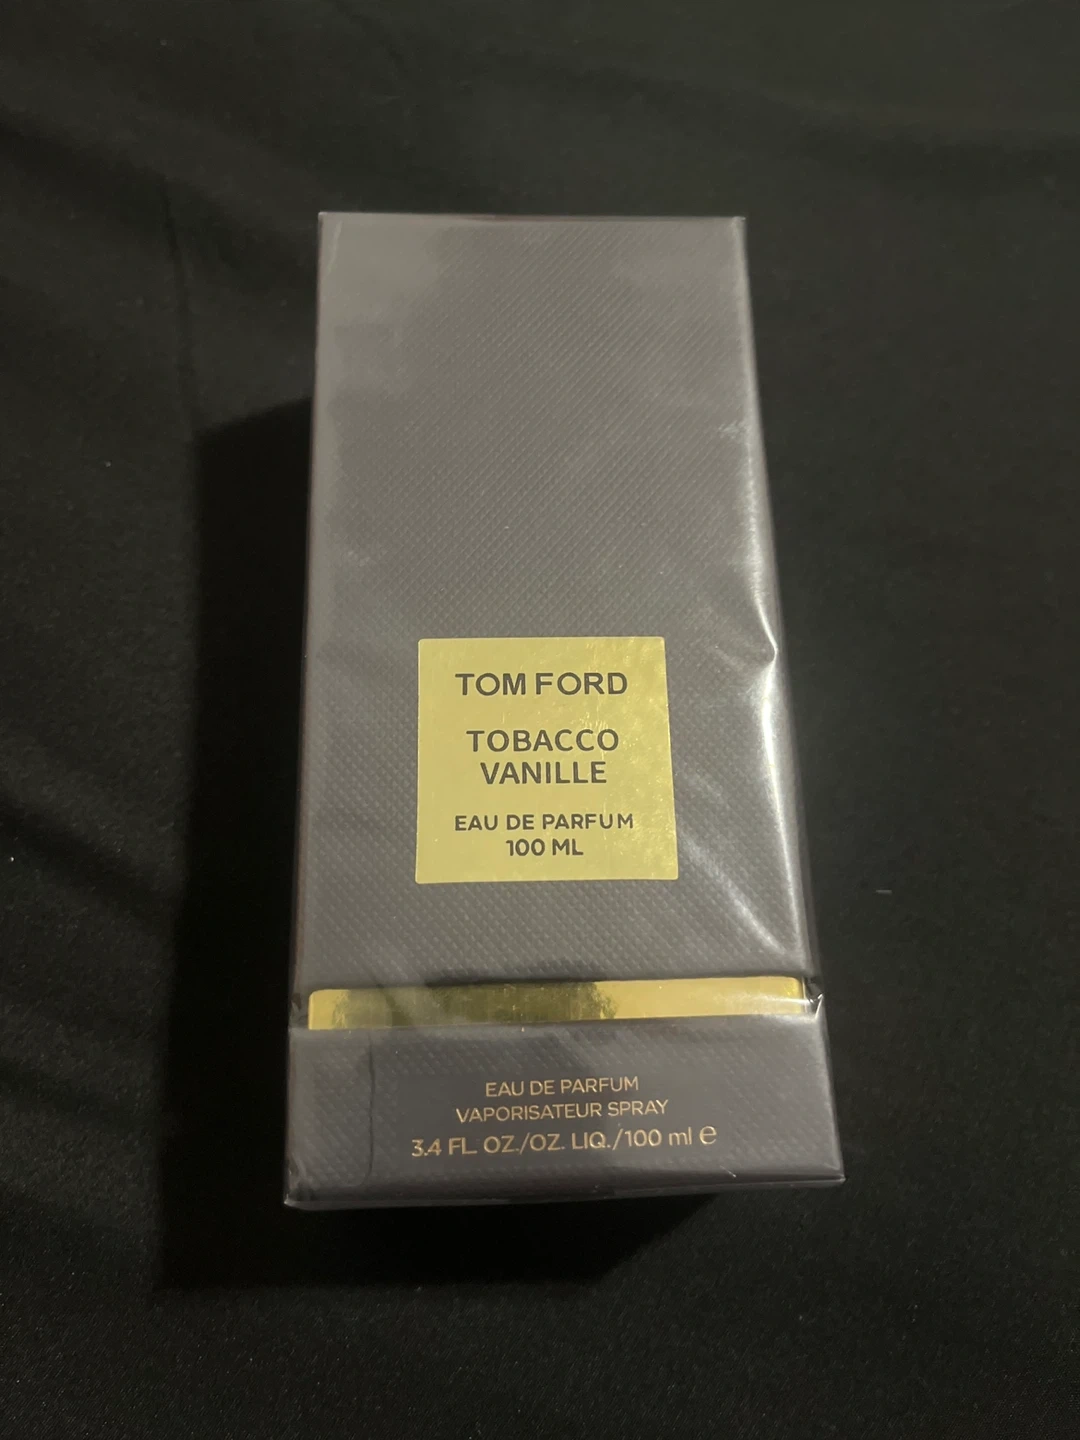 TOM FORD
TOBACCO
VANILLE
EAU DE PARFUM
100 ML
EAU DE PARFUM
VAPORISATEUR SPRAY
3.4 FL. OZ./OZ. LIQ./100 ml ℮